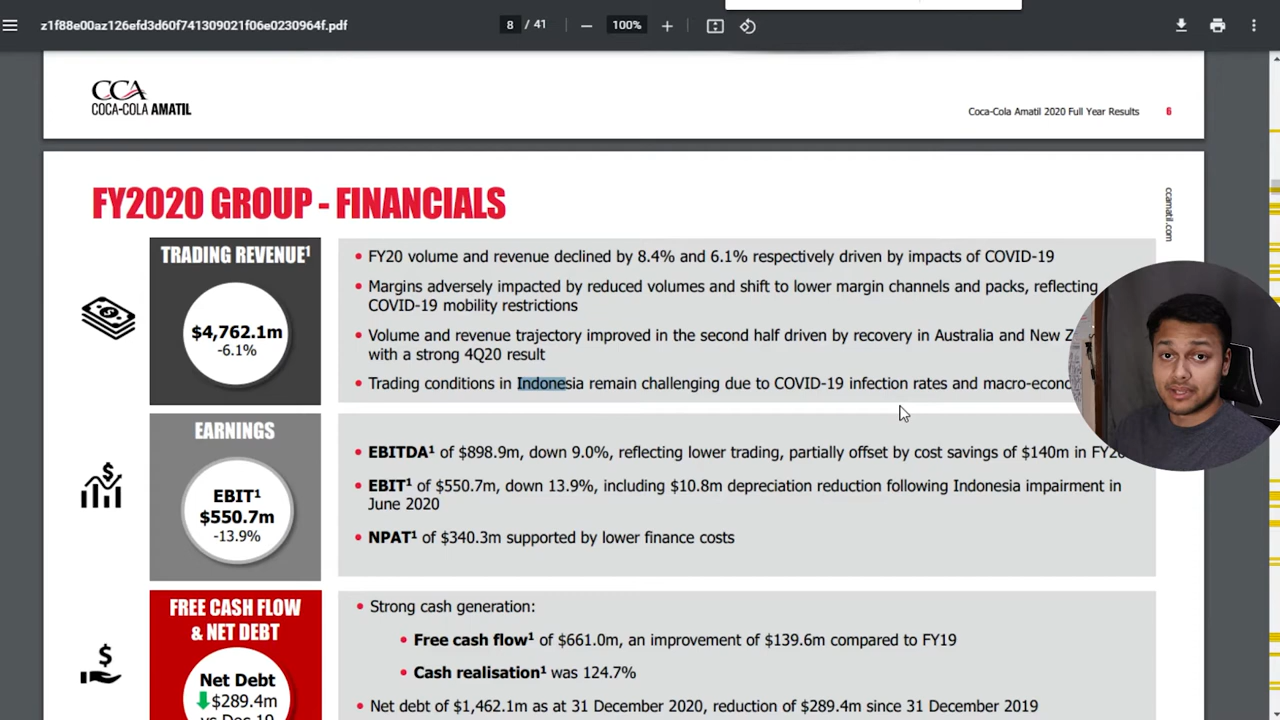 z1f88e00az126efd3d60f741309021f06e0230964f.pdf
8 / 41
100%
CCA
COCA-COLA AMATIL
Coca-Cola Amatil 2020 Full Year Results 6
ccamatil.com
FY2020 GROUP - FINANCIALS
TRADING REVENUE¹
$4,762.1m
-6.1%
• FY20 volume and revenue declined by 8.4% and 6.1% respectively driven by impacts of COVID-19
• Margins adversely impacted by reduced volumes and shift to lower margin channels and packs, reflecting
COVID-19 mobility restrictions
• Volume and revenue trajectory improved in the second half driven by recovery in Australia and New
with a strong 4Q20 result
• Trading conditions in Indonesia remain challenging due to COVID-19 infection rates and
EARNINGS
EBIT¹
$550.7m
-13.9%
• EBITDA¹ of $898.9m, down 9.0%, reflecting lower trading, partially offset by cost savings of $140m in
• EBIT¹ of $550.7m, down 13.9%, including $10.8m depreciation reduction following Indonesia impairment in
June 2020
• NPAT¹ of $340.3m supported by lower finance costs
FREE CASH FLOW
& NET DEBT
Net Debt
$289.4m
vs Dec 19
• Strong cash generation:
• Free cash flow¹ of $661.0m, an improvement of $139.6m compared to FY19
• Cash realisation¹ was 124.7%
• Net debt of $1,462.1m as at 31 December 2020, reduction of $289.4m since 31 December 2019